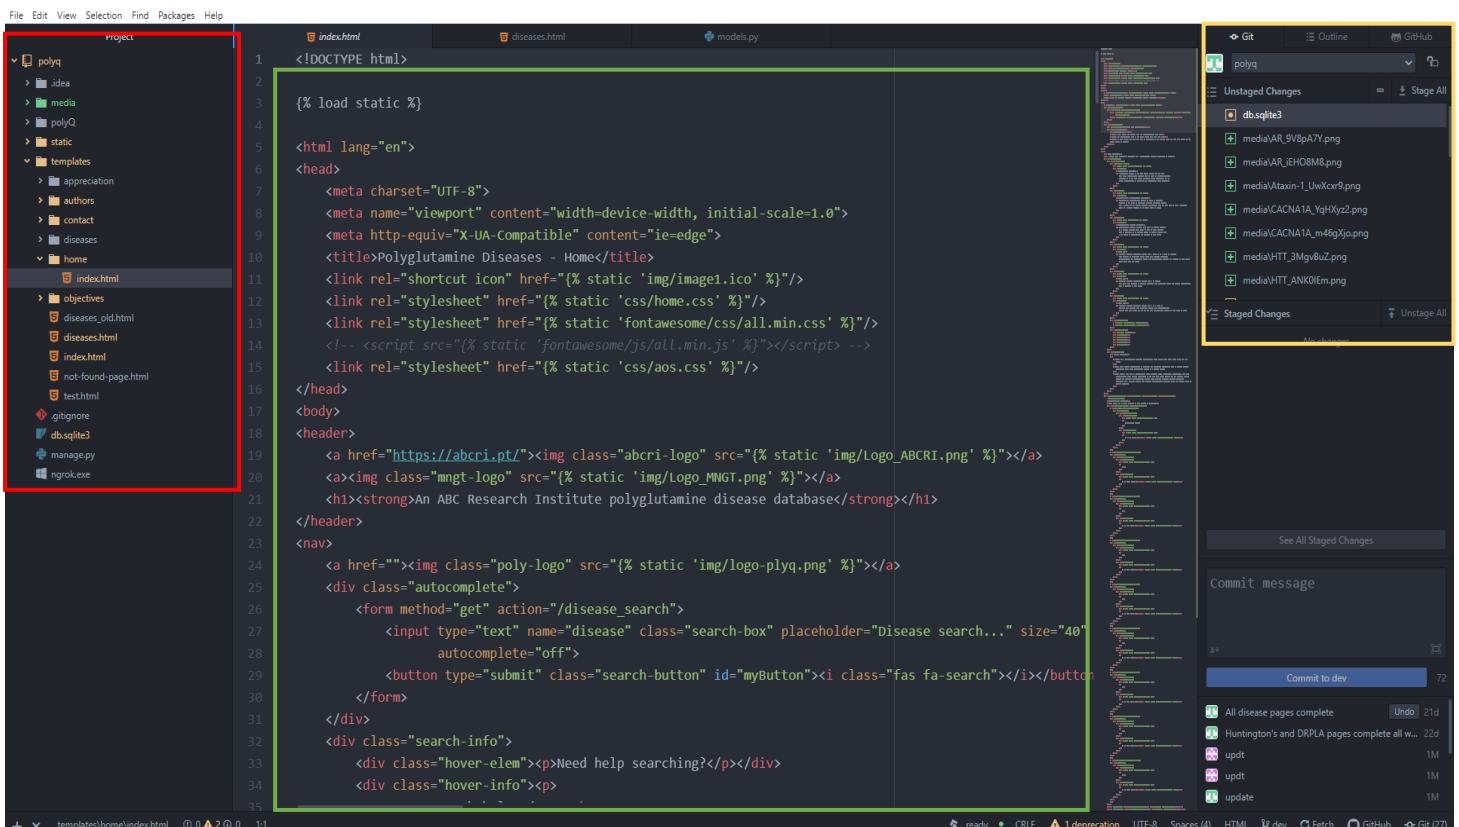 File Edit View Selection Find Packages Help
Project
polyq
.idea
media
polyQ
static
templates
appreciation
authors
contact
diseases
home
index.html
objectives
diseases_old.html
diseases.html
index.html
not-found-page.html
test.html
.gitignore
db.sqlite3
manage.py
ngrok.exe
index.html diseases.html models.py
1 <!DOCTYPE html>
2
3 {% load static %}
4
5 <html lang="en">
6 <head>
7 <meta charset="UTF-8">
8 <meta name="viewport" content="width=device-width, initial-scale=1.0">
9 <meta http-equiv="X-UA-Compatible" content="ie=edge">
10 <title>Polyglutamine Diseases - Home</title>
11 <link rel="shortcut icon" href="{% static 'img/image1.ico' %}"/>
12 <link rel="stylesheet" href="{% static 'css/home.css' %}"/>
13 <link rel="stylesheet" href="{% static 'fontawesome/css/all.min.css' %}"/>
14 <!-- <script src="{% static 'fontawesome/js/all.min.js' %}"></script> -->
15 <link rel="stylesheet" href="{% static 'css/aos.css' %}"/>
16 </head>
17 <body>
18 <header>
19 <a href="https://abcri.pt/"><img class="abcri-logo" src="{% static 'img/Logo_ABCRI.png' %}"></a>
20 <a><img class="mngt-logo" src="{% static 'img/Logo_MNGT.png' %}"></a>
21 <h1><strong>An ABC Research Institute polyglutamine disease database</strong></h1>
22 </header>
23 <nav>
24 <a href=""><img class="poly-logo" src="{% static 'img/logo-plyq.png' %}"></a>
25 <div class="autocomplete">
26 <form method="get" action="/disease_search">
27 <input type="text" name="disease" class="search-box" placeholder="Disease search..." size="40"
28 autocomplete="off">
29 <button type="submit" class="search-button" id="myButton"><i class="fas fa-search"></i></button
30 </form>
31 </div>
32 <div class="search-info">
33 <div class="hover-elem"><p>Need help searching?</p></div>
34 <div class="hover-info"><p>
35
Git Outline GitHub
polyq
Unstaged Changes Stage All
db.sqlite3
media\AR_9V8pA7Y.png
media\AR_iEHO8M8.png
media\Ataxin-1_UwXcxr9.png
media\CACNA1A_YqHXyz2.png
media\CACNA1A_m46gXjo.png
media\HTT_3MgvBuZ.png
media\HTT_ANK0IEm.png
Staged Changes Unstage All
No changes
See All Staged Changes
Commit message
Commit to dev 72
All disease pages complete Undo 21d
Huntington's and DRPLA pages complete all w... 22d
updt 1M
updt 1M
update 1M
templates\home\index.html 0 2 0 1:1 ready CRLF 1 deprecation UTF-8 Spaces (4) HTML dev Fetch GitHub Git (27)